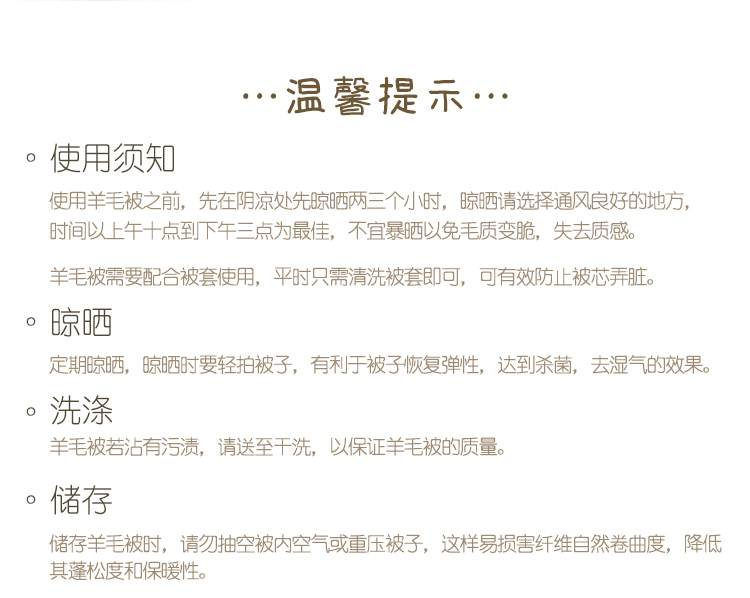 ···温馨提示···
使用须知
使用羊毛被之前，先在阴凉处先晾晒两三个小时，晾晒请选择通风良好的地方，
时间以上午十点到下午三点为最佳，不宜暴晒以免毛质变脆，失去质感。
羊毛被需要配合被套使用，平时只需清洗被套即可，可有效防止被芯弄脏。
晾晒
定期晾晒，晾晒时要轻拍被子，有利于被子恢复弹性，达到杀菌，去湿气的效果。
洗涤
羊毛被若沾有污渍，请送至干洗，以保证羊毛被的质量。
储存
储存羊毛被时，请勿抽空被内空气或重压被子，这样易损害纤维自然卷曲度，降低
其蓬松度和保暖性。